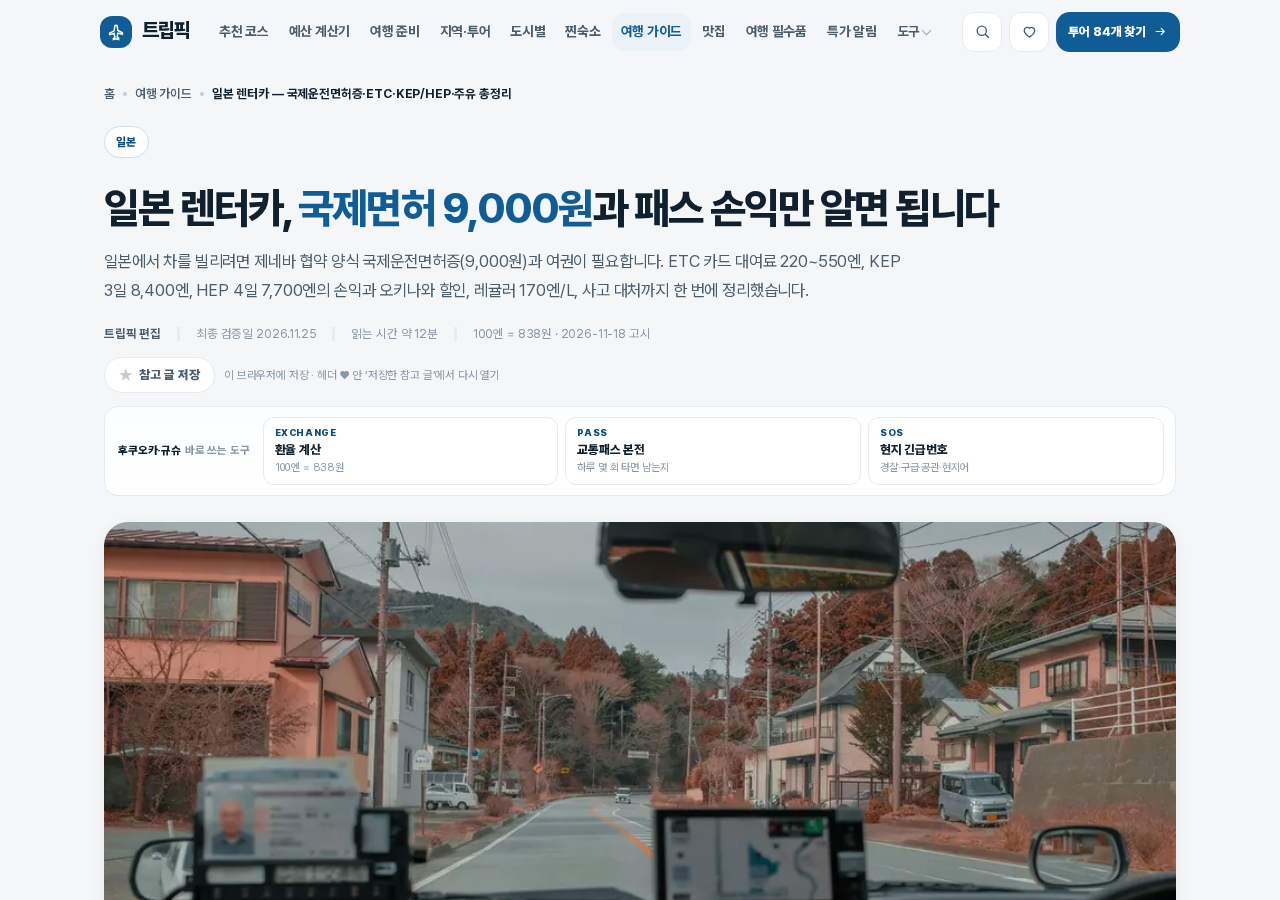 트립픽
추천 코스
예산 계산기
여행 준비
지역·투어
도시별
찐숙소
여행 가이드
맛집
여행 필수품
특가 알림
도구
투어 84개 찾기 →
홈 • 여행 가이드 • 일본 렌터카 — 국제운전면허증·ETC·KEP/HEP·주유 총정리
일본
일본 렌터카, 국제면허 9,000원과 패스 손익만 알면 됩니다
일본에서 차를 빌리려면 제네바 협약 양식 국제운전면허증(9,000원)과 여권이 필요합니다. ETC 카드 대여료 220~550엔, KEP
3일 8,400엔, HEP 4일 7,700엔의 손익과 오키나와 할인, 레귤러 170엔/L, 사고 대처까지 한 번에 정리했습니다.
트립픽 편집
최종 검증일 2026.11.25
읽는 시간 약 12분
100엔 = 838원 · 2026-11-18 고시
★ 참고 글 저장
이 브라우저에 저장 · 헤더 ♥ 안 '저장한 참고 글'에서 다시 열기
후쿠오카·규슈 바로 쓰는 도구
EXCHANGE
환율 계산
100엔 = 838원
PASS
교통패스 본전
하루 몇 회 타면 남는지
SOS
현지 긴급번호
경찰·구급·공관·현지어